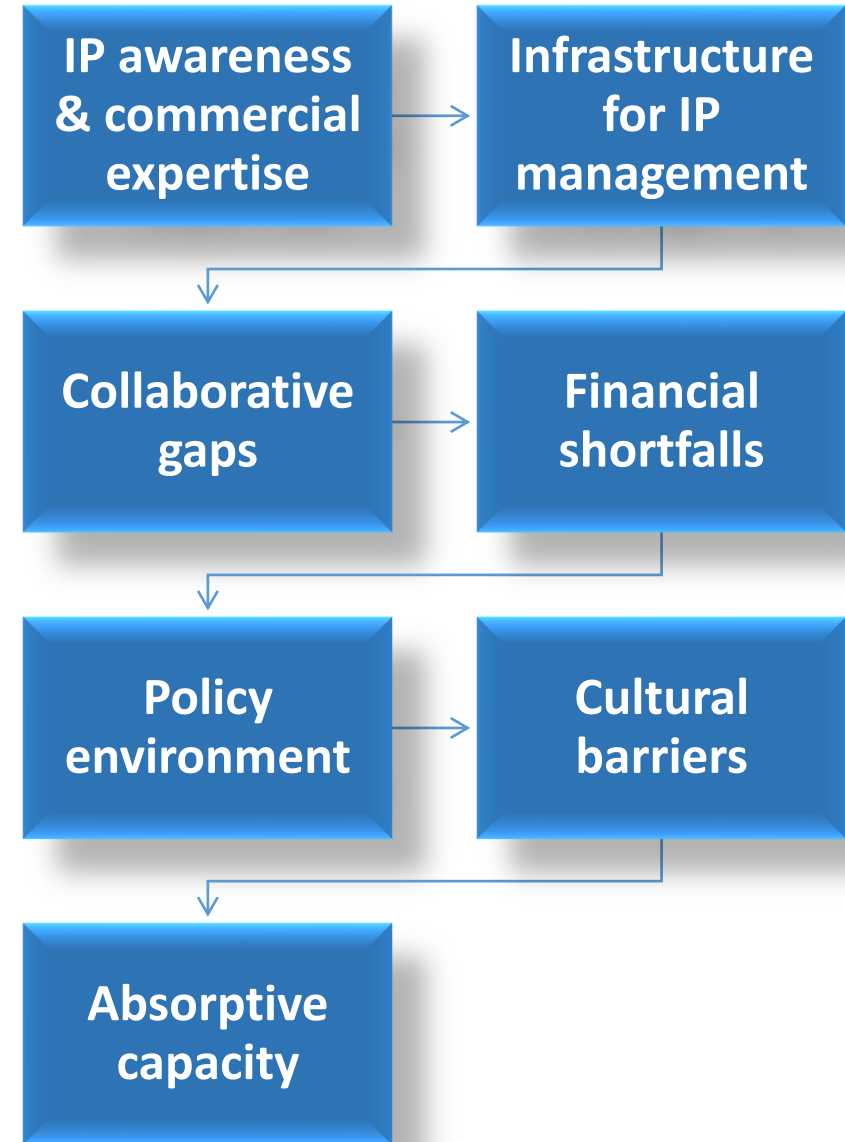 IP awareness
& commercial
expertise
Infrastructure
for IP
management
Collaborative
gaps
Financial
shortfalls
Policy
environment
Cultural
barriers
Absorptive
capacity